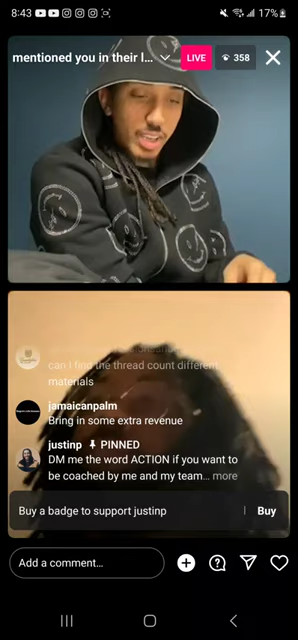 8:43
17%
mentioned you in their l...
LIVE
358
can I find the thread count different
materials
jamaicanpalm
Bring in some extra revenue
justinp PINNED
DM me the word ACTION if you want to
be coached by me and my team... more
Buy a badge to support justinp
Buy
Add a comment...